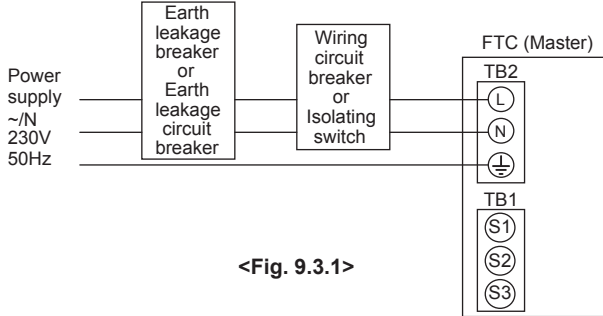 Power
supply
~/N
230V
50Hz
Earth
leakage
breaker
or
Earth
leakage
circuit
breaker
Wiring
circuit
breaker
or
Isolating
switch
FTC (Master)
TB2
L
N
TB1
S1
S2
S3
<Fig. 9.3.1>